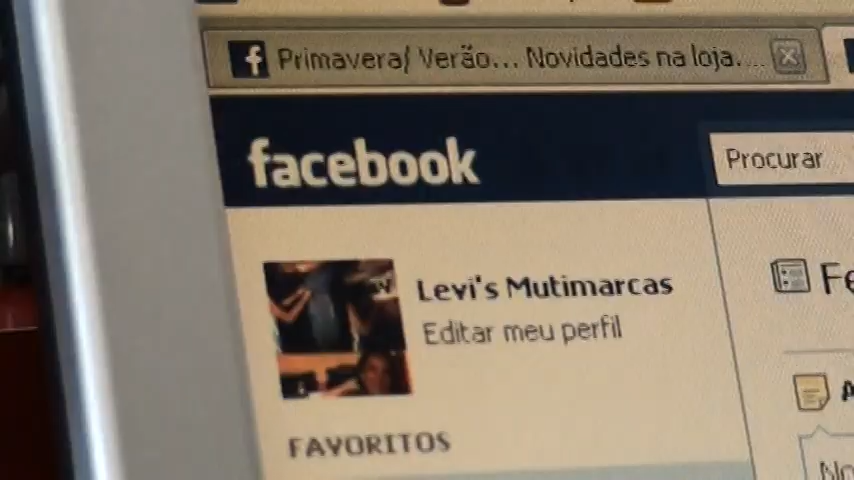 Primavera/ Verão... Novidades na loja....
facebook
Procurar
Levi's Mutimarcas
Editar meu perfil
FAVORITOS